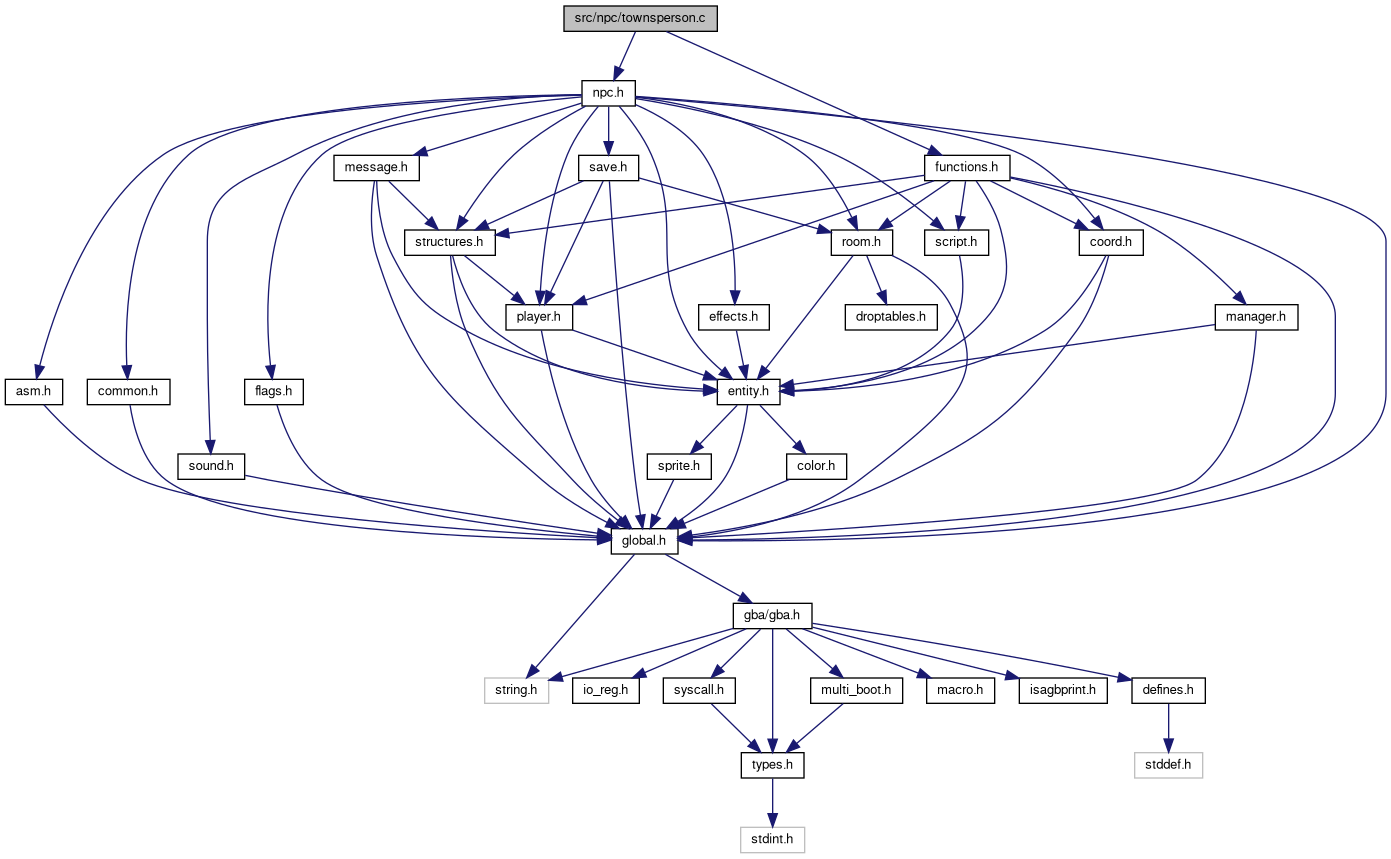 src/npc/townsperson.c
npc.h
message.h
save.h
functions.h
structures.h
room.h
script.h
coord.h
player.h
effects.h
droptables.h
manager.h
asm.h
common.h
flags.h
entity.h
sound.h
sprite.h
color.h
global.h
gba/gba.h
string.h
io_reg.h
syscall.h
multi_boot.h
macro.h
isagbprint.h
defines.h
types.h
stddef.h
stdint.h